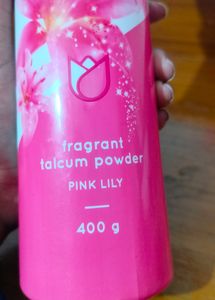 fragrant
talcum powder
PINK LILY
400 g